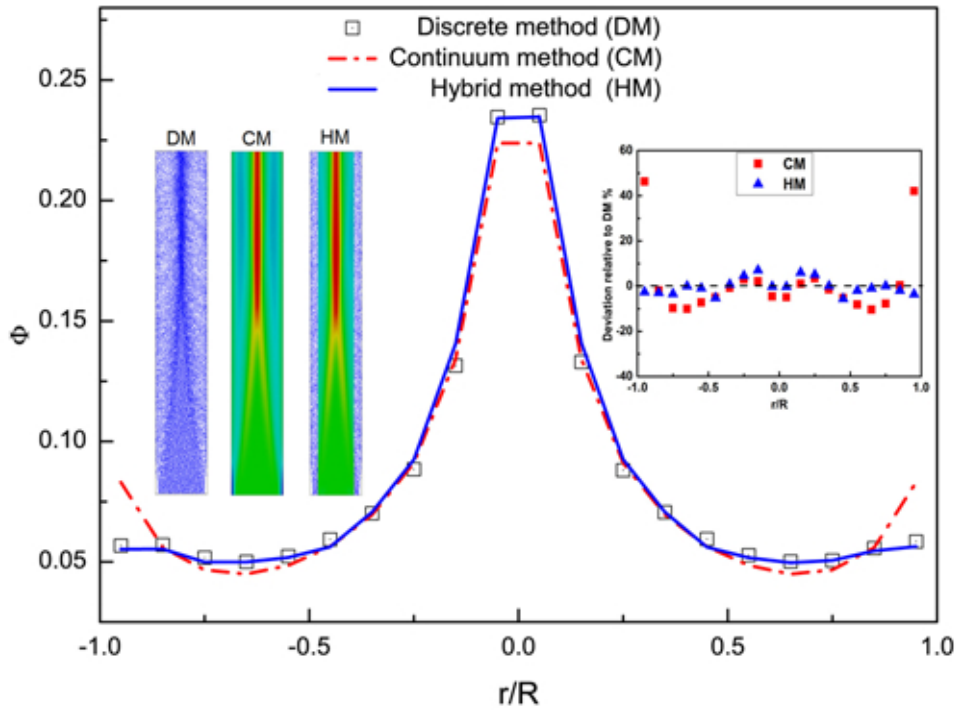 Discrete method (DM)
Continuum method (CM)
Hybrid method (HM)
0.25
0.20
0.15
0.10
0.05
Φ
DM CM HM
60
40
20
0
-20
-40
CM
HM
Deviation relative to DM %
-1.0 -0.5 0.0 0.5 1.0
r/R
-1.0 -0.5 0.0 0.5 1.0
r/R